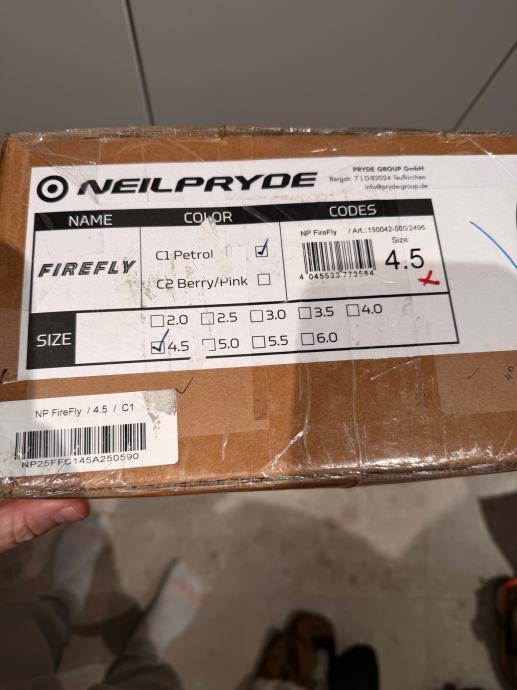 NEILPRYDE
PRYDE GROUP GmbH
Bergstr. 7 | D-82024 Taufkirchen
info@pryde-group.de
NAME
COLOR
CODES
FIREFLY
C1 Petrol
C2 Berry/Pink
NP FireFly / Art.: 150042-000/2496
Size:
4.5
4 045533 773584
SIZE
2.0 2.5 3.0 3.5 4.0
4.5 5.0 5.5 6.0
NP FireFly / 4.5 / C1
NP25FFC145A250590